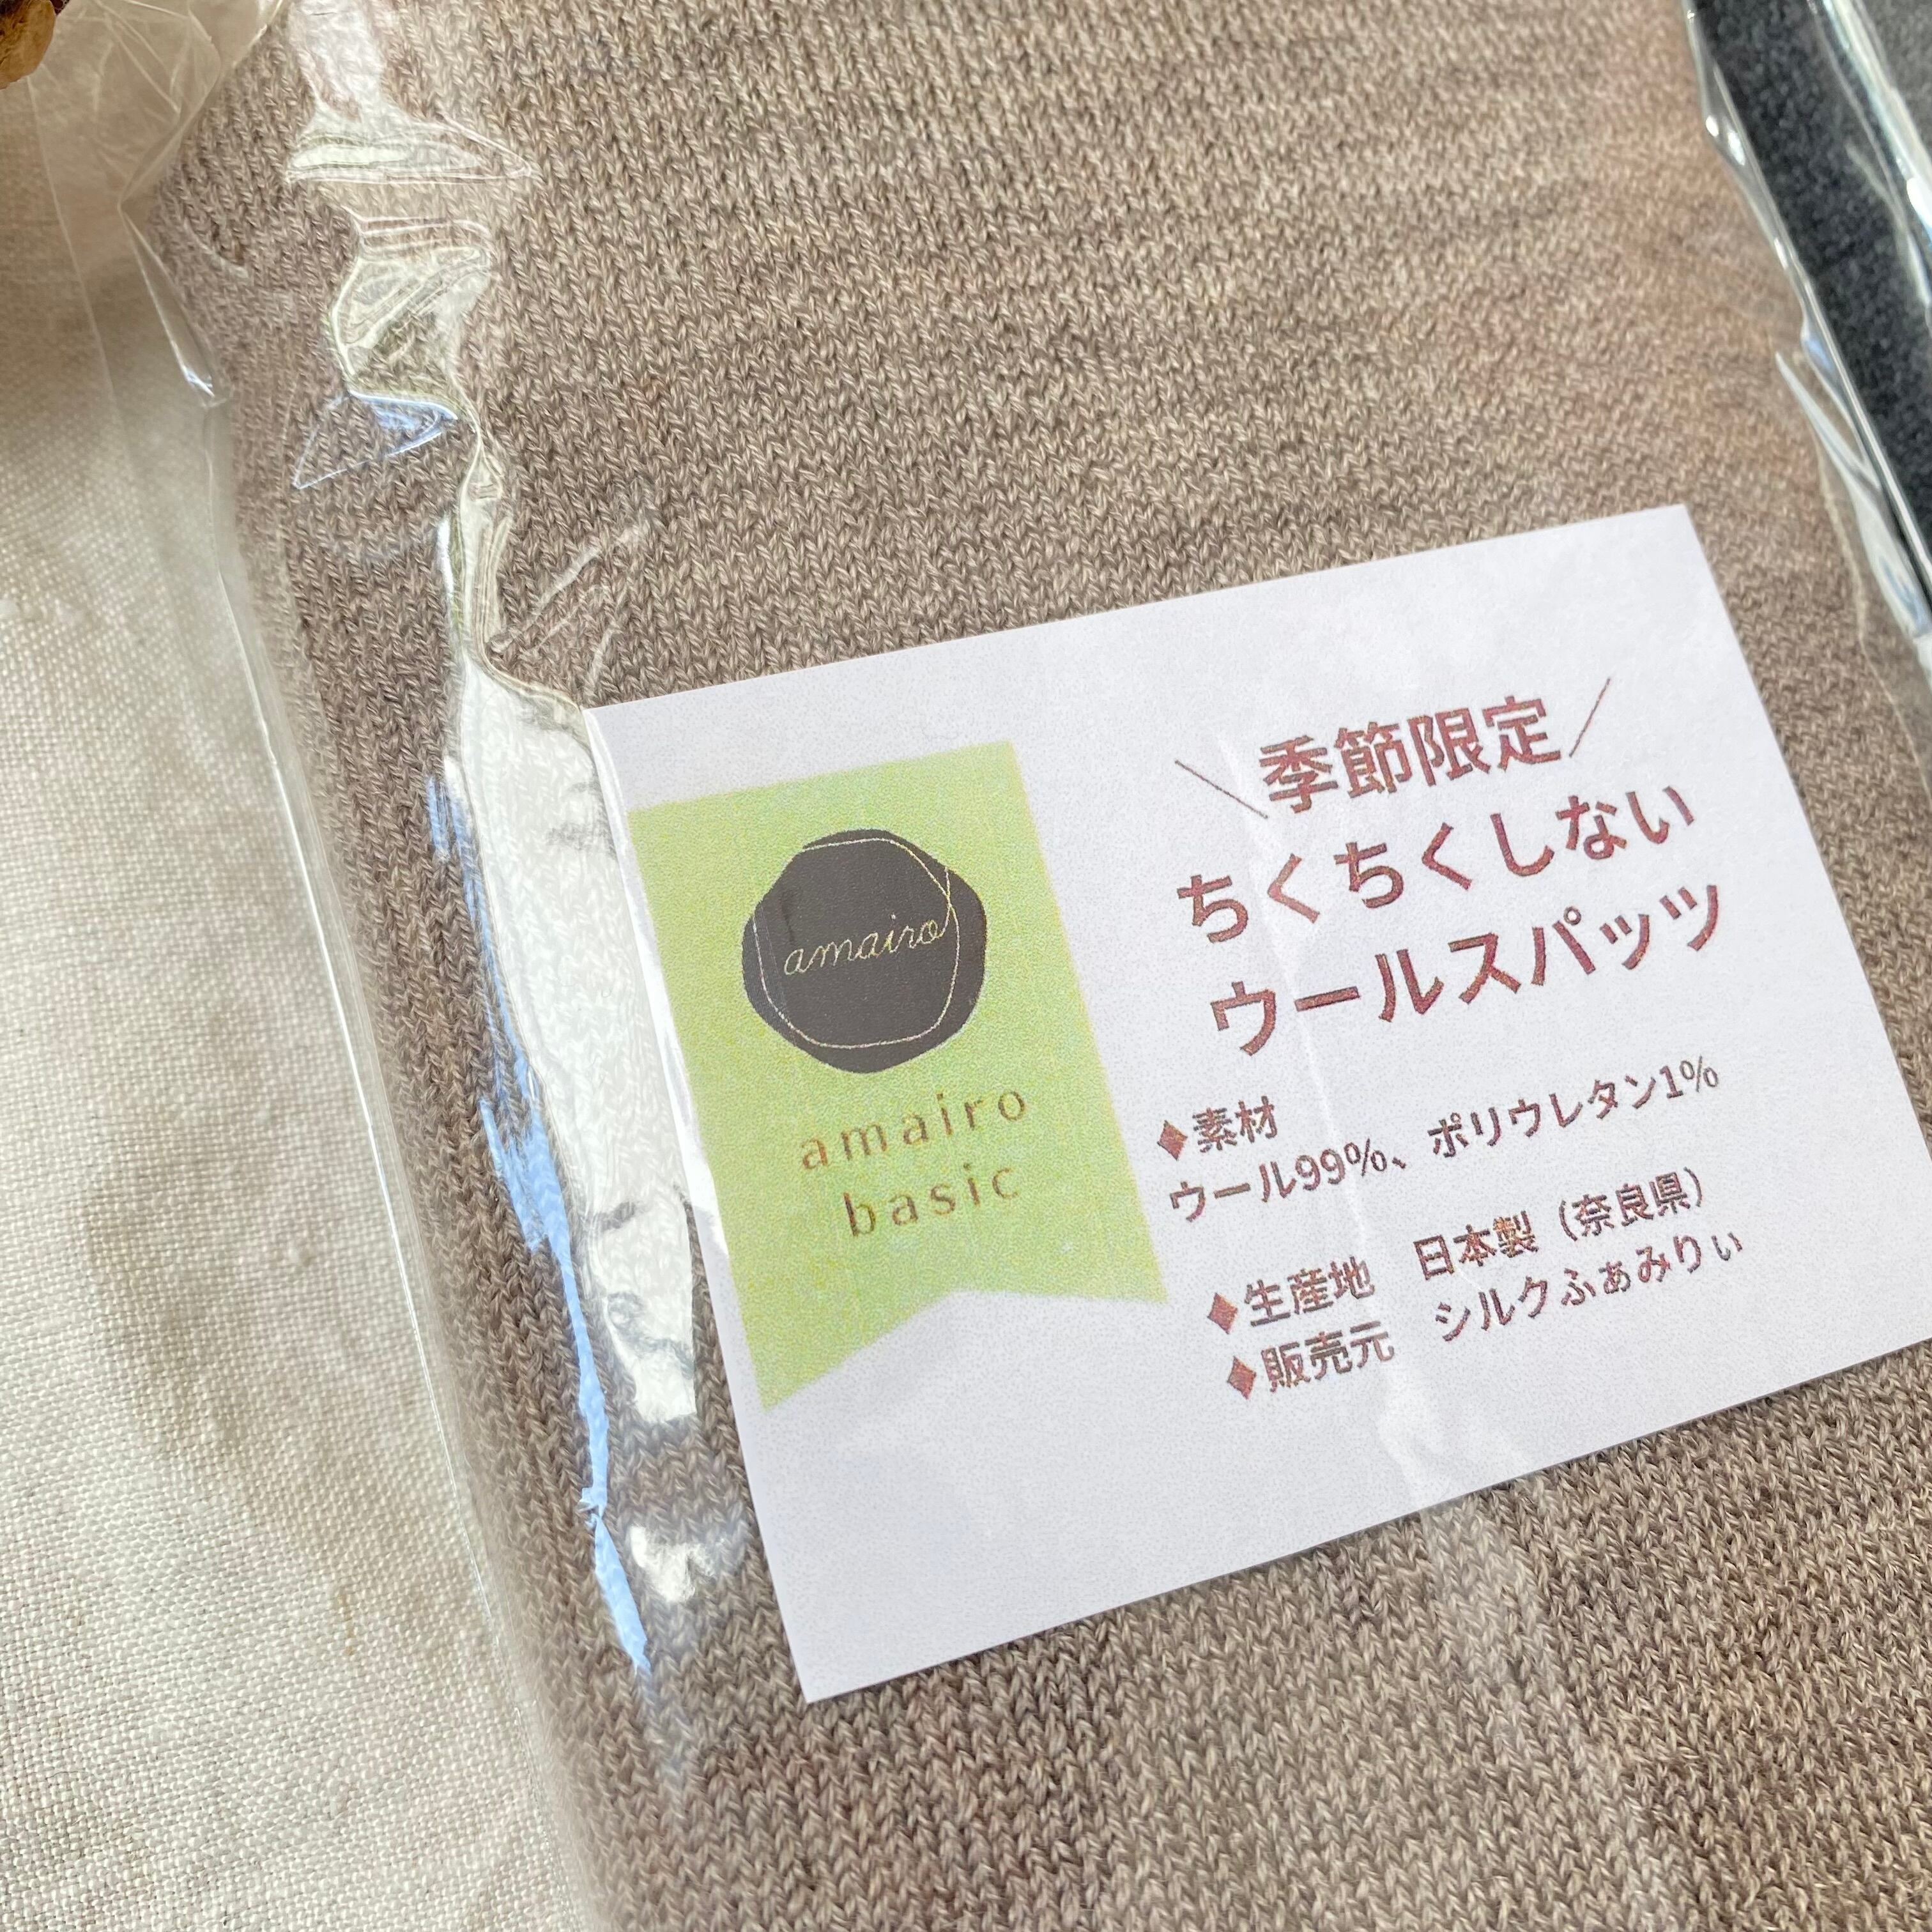 amairo
amairo
basic
＼季節限定／
ちくちくしない
ウールスパッツ
♦素材
ウール99%、ポリウレタン1%
♦生産地　日本製（奈良県）
♦販売元　シルクふぁみりぃ